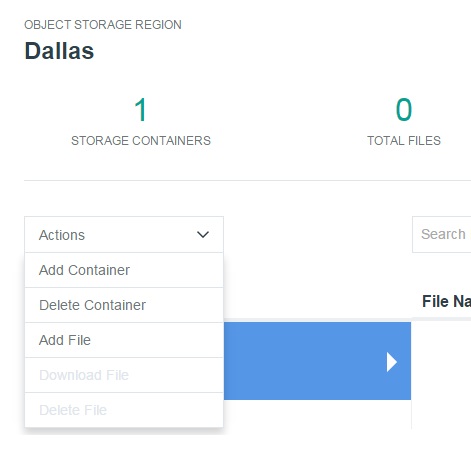 OBJECT STORAGE REGION
Dallas
1 0
STORAGE CONTAINERS TOTAL FILES
Actions Search
Add Container
Delete Container
File Na
Add File
Download File
Delete File